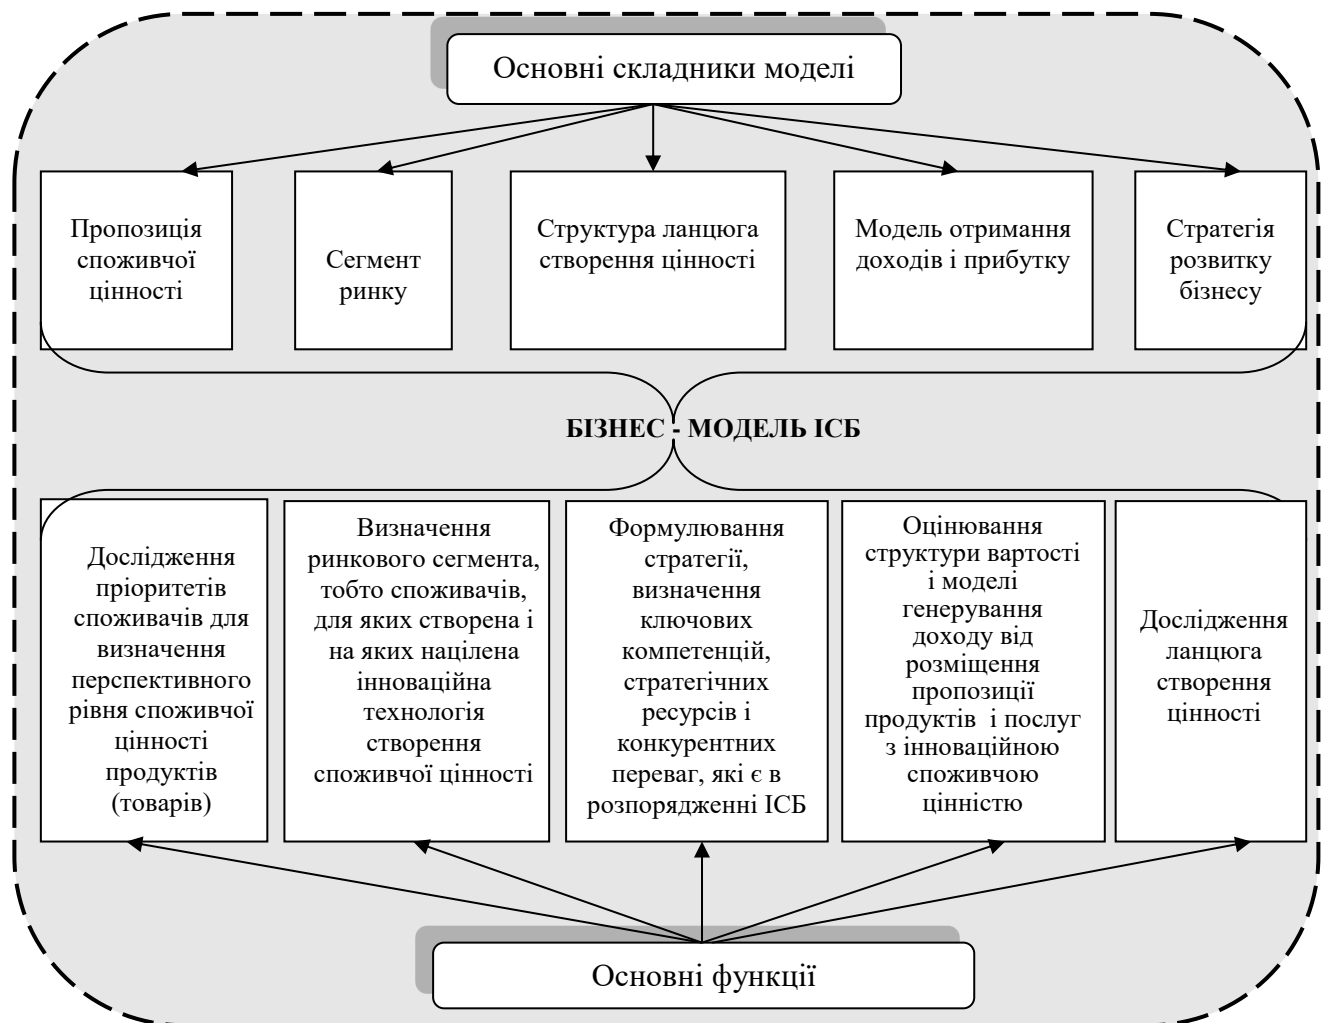 Основні складники моделі
Пропозиція
споживчої
цінності
Сегмент
ринку
Структура ланцюга
створення цінності
Модель отримання
доходів і прибутку
Стратегія
розвитку
бізнесу
БІЗНЕС - МОДЕЛЬ ІСБ
Дослідження
пріоритетів
споживачів для
визначення
перспективного
рівня споживчої
цінності
продуктів
(товарів)
Визначення
ринкового сегмента,
тобто споживачів,
для яких створена і
на яких націлена
інноваційна
технологія
створення
споживчої цінності
Формулювання
стратегії,
визначення
ключових
компетенцій,
стратегічних
ресурсів і
конкурентних
переваг, які є в
розпорядженні ІСБ
Оцінювання
структури вартості
і моделі
генерування
доходу від
розміщення
пропозиції
продуктів і послуг
з інноваційною
споживчою
цінністю
Дослідження
ланцюга
створення
цінності
Основні функції